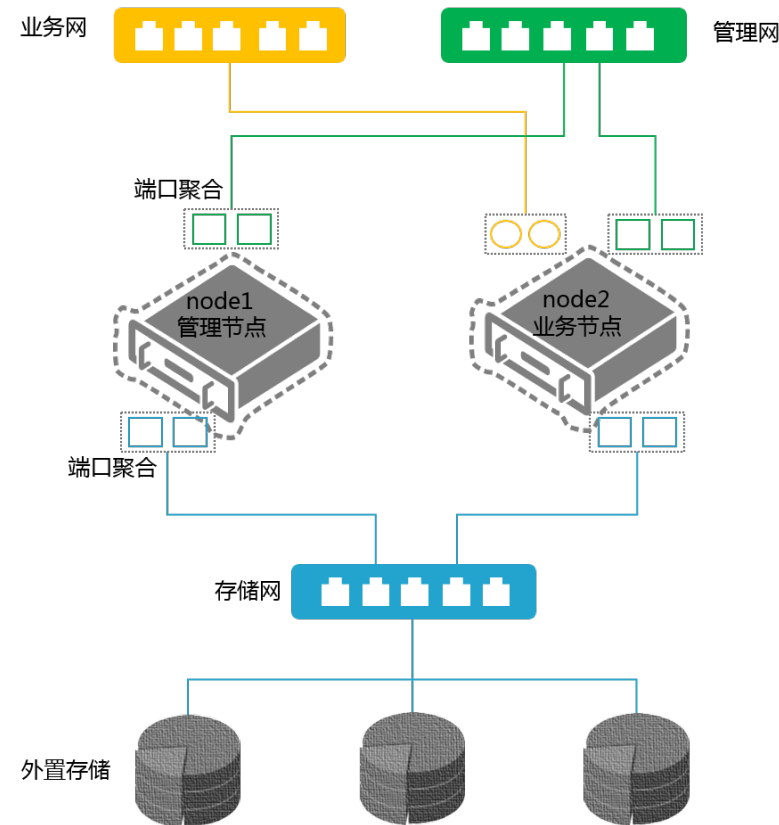 业务网
管理网
端口聚合
node1
管理节点
node2
业务节点
端口聚合
存储网
外置存储